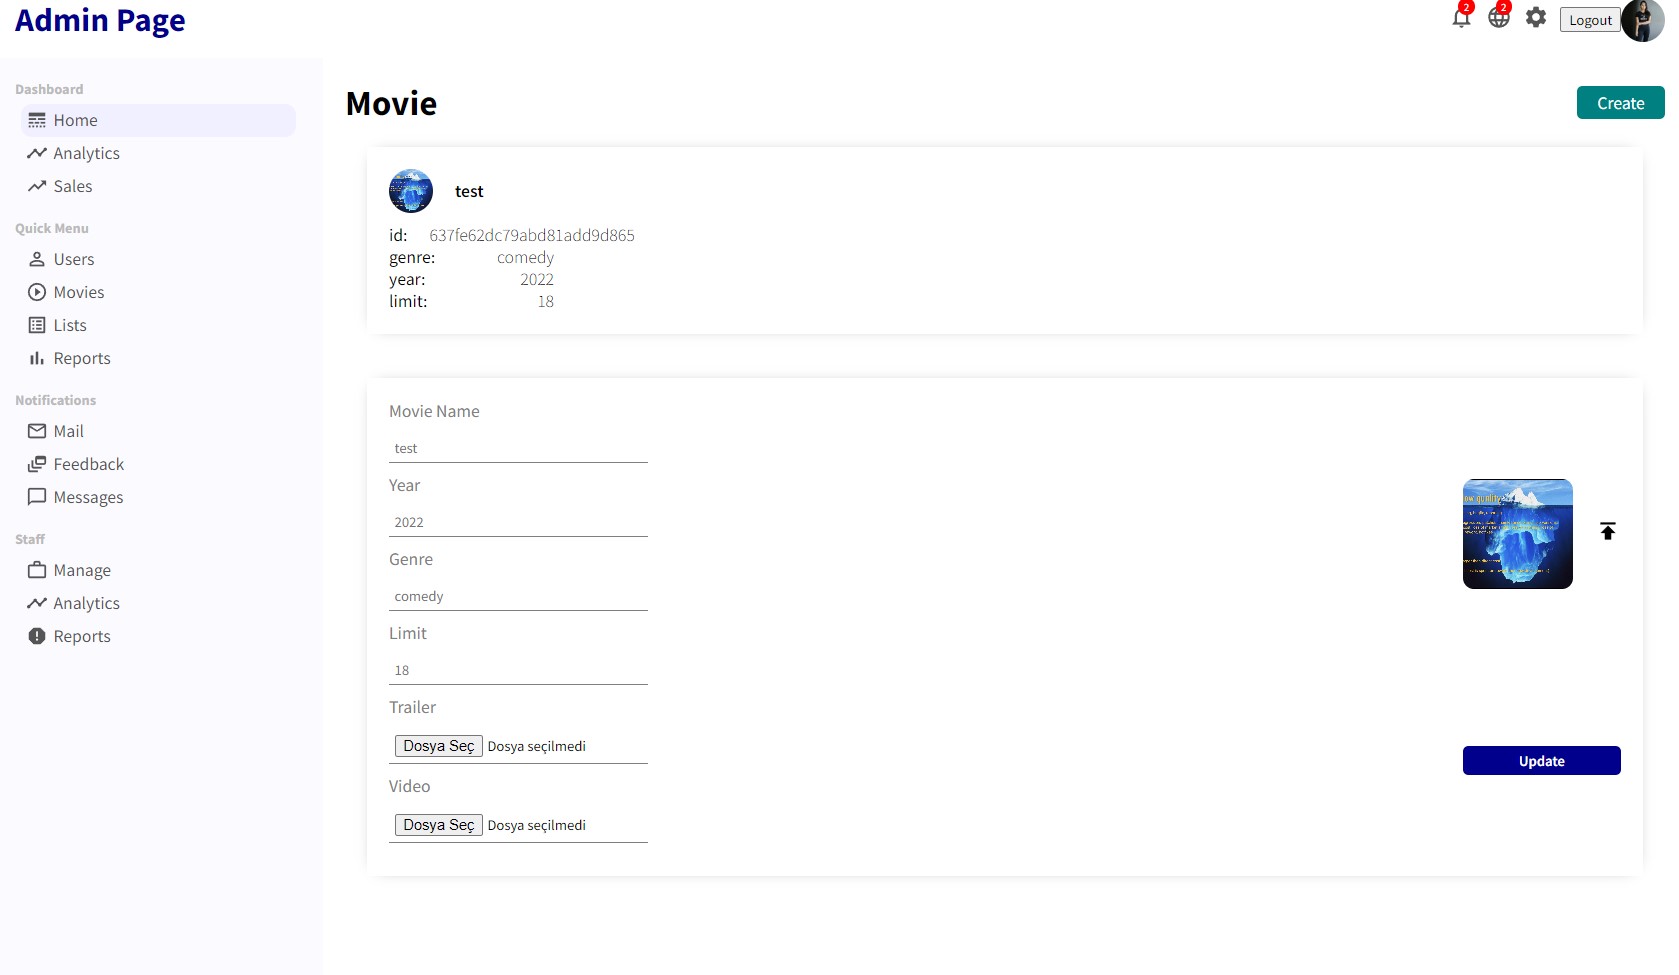 Admin Page
2
2
Logout
Dashboard
Home
Analytics
Sales
Quick Menu
Users
Movies
Lists
Reports
Notifications
Mail
Feedback
Messages
Staff
Manage
Analytics
Reports
Movie
Create
test
id: 637fe62dc79abd81add9d865
genre: comedy
year: 2022
limit: 18
Movie Name
test
Year
2022
Genre
comedy
Limit
18
Trailer
Dosya Seç Dosya seçilmedi
Video
Dosya Seç Dosya seçilmedi
ow quality
Update